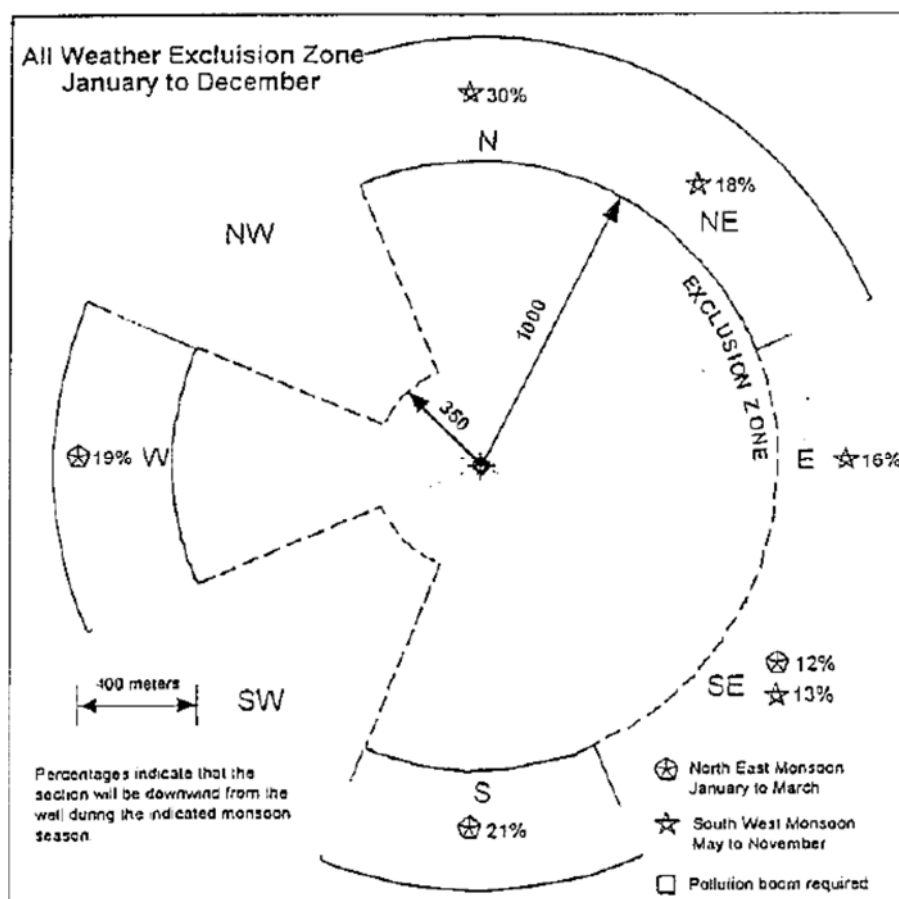 All Weather Excluision Zone
January to December
30%
N
18%
NE
NW
EXCLUSION ZONE
1000
350
19%
W
E
16%
400 meters
SW
12%
SE
13%
Percentages indicate that the
section will be downwind from the
well during the indicated monsoon
season.
S
21%
North East Monsoon
January to March
South West Monsoon
May to November
Pollution boom required